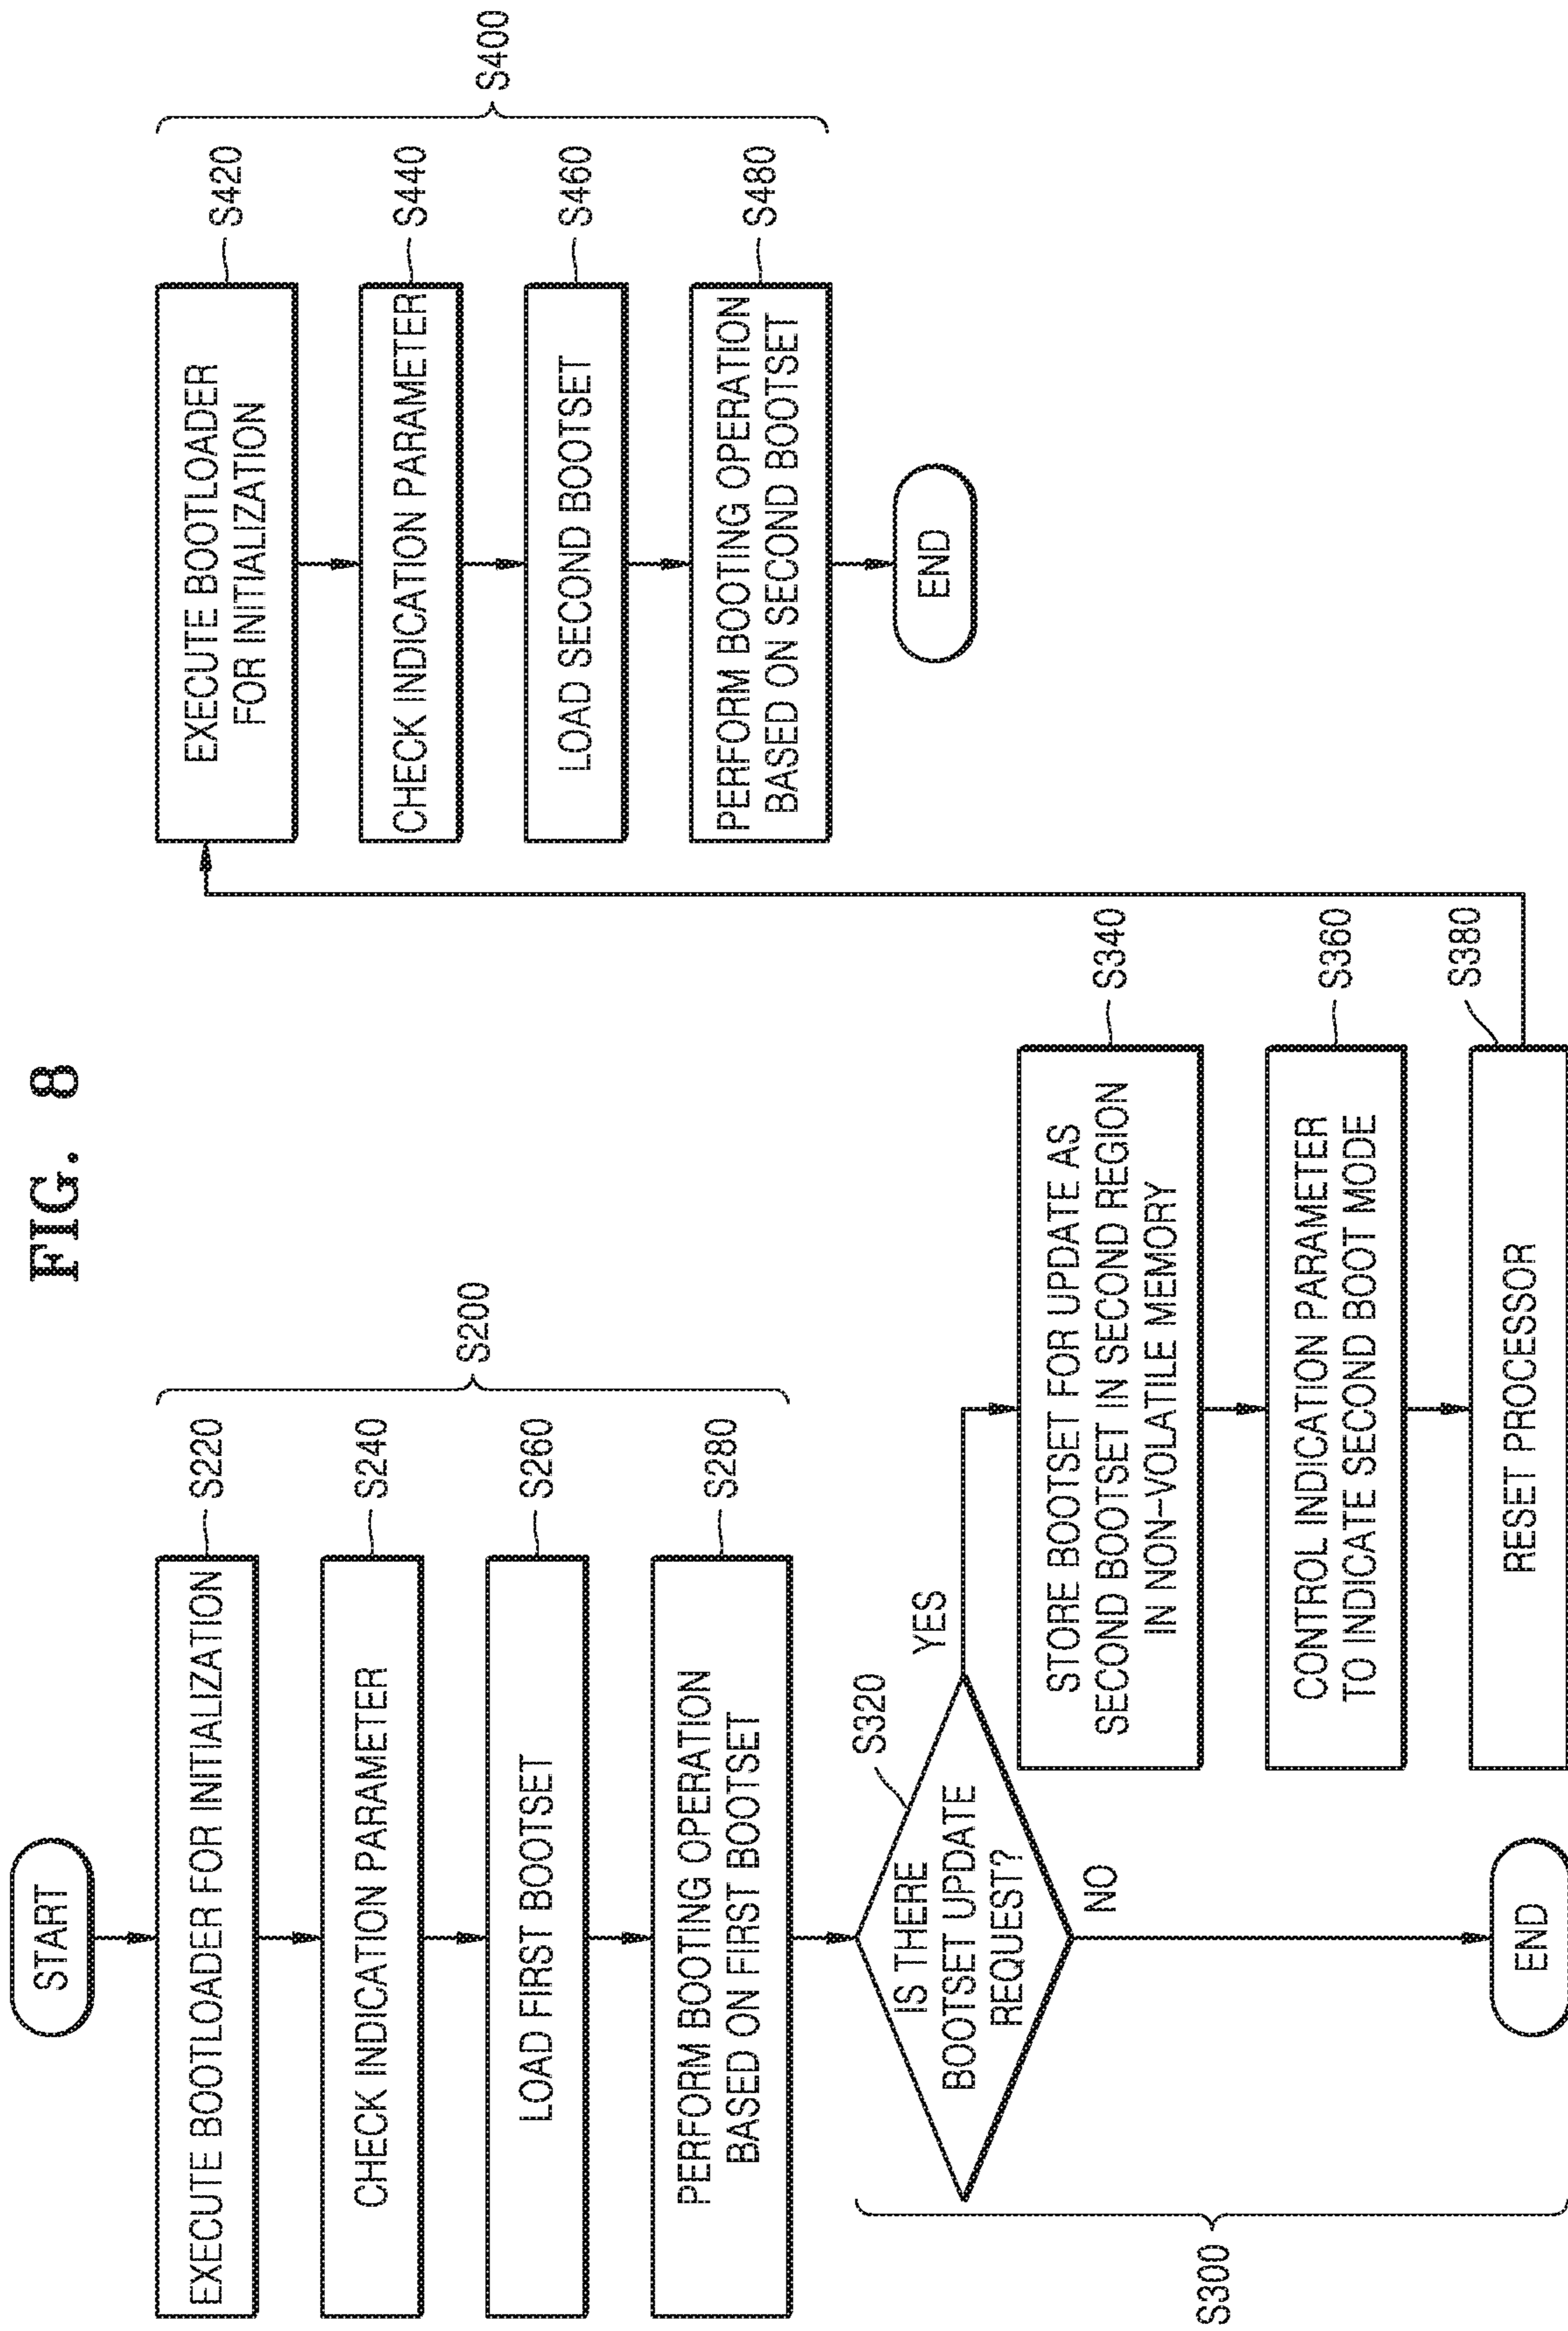 FIG. 8
START
EXECUTE BOOTLOADER FOR INITIALIZATION
S220
CHECK INDICATION PARAMETER
S240
LOAD FIRST BOOTSET
S260
PERFORM BOOTING OPERATION
BASED ON FIRST BOOTSET
S280
S200
IS THERE
BOOTSET UPDATE
REQUEST?
S320
YES
NO
END
STORE BOOTSET FOR UPDATE AS
SECOND BOOTSET IN SECOND REGION
IN NON-VOLATILE MEMORY
S340
CONTROL INDICATION PARAMETER
TO INDICATE SECOND BOOT MODE
S360
RESET PROCESSOR
S380
S300
EXECUTE BOOTLOADER
FOR INITIALIZATION
S420
CHECK INDICATION PARAMETER
S440
LOAD SECOND BOOTSET
S460
PERFORM BOOTING OPERATION
BASED ON SECOND BOOTSET
S480
S400
END